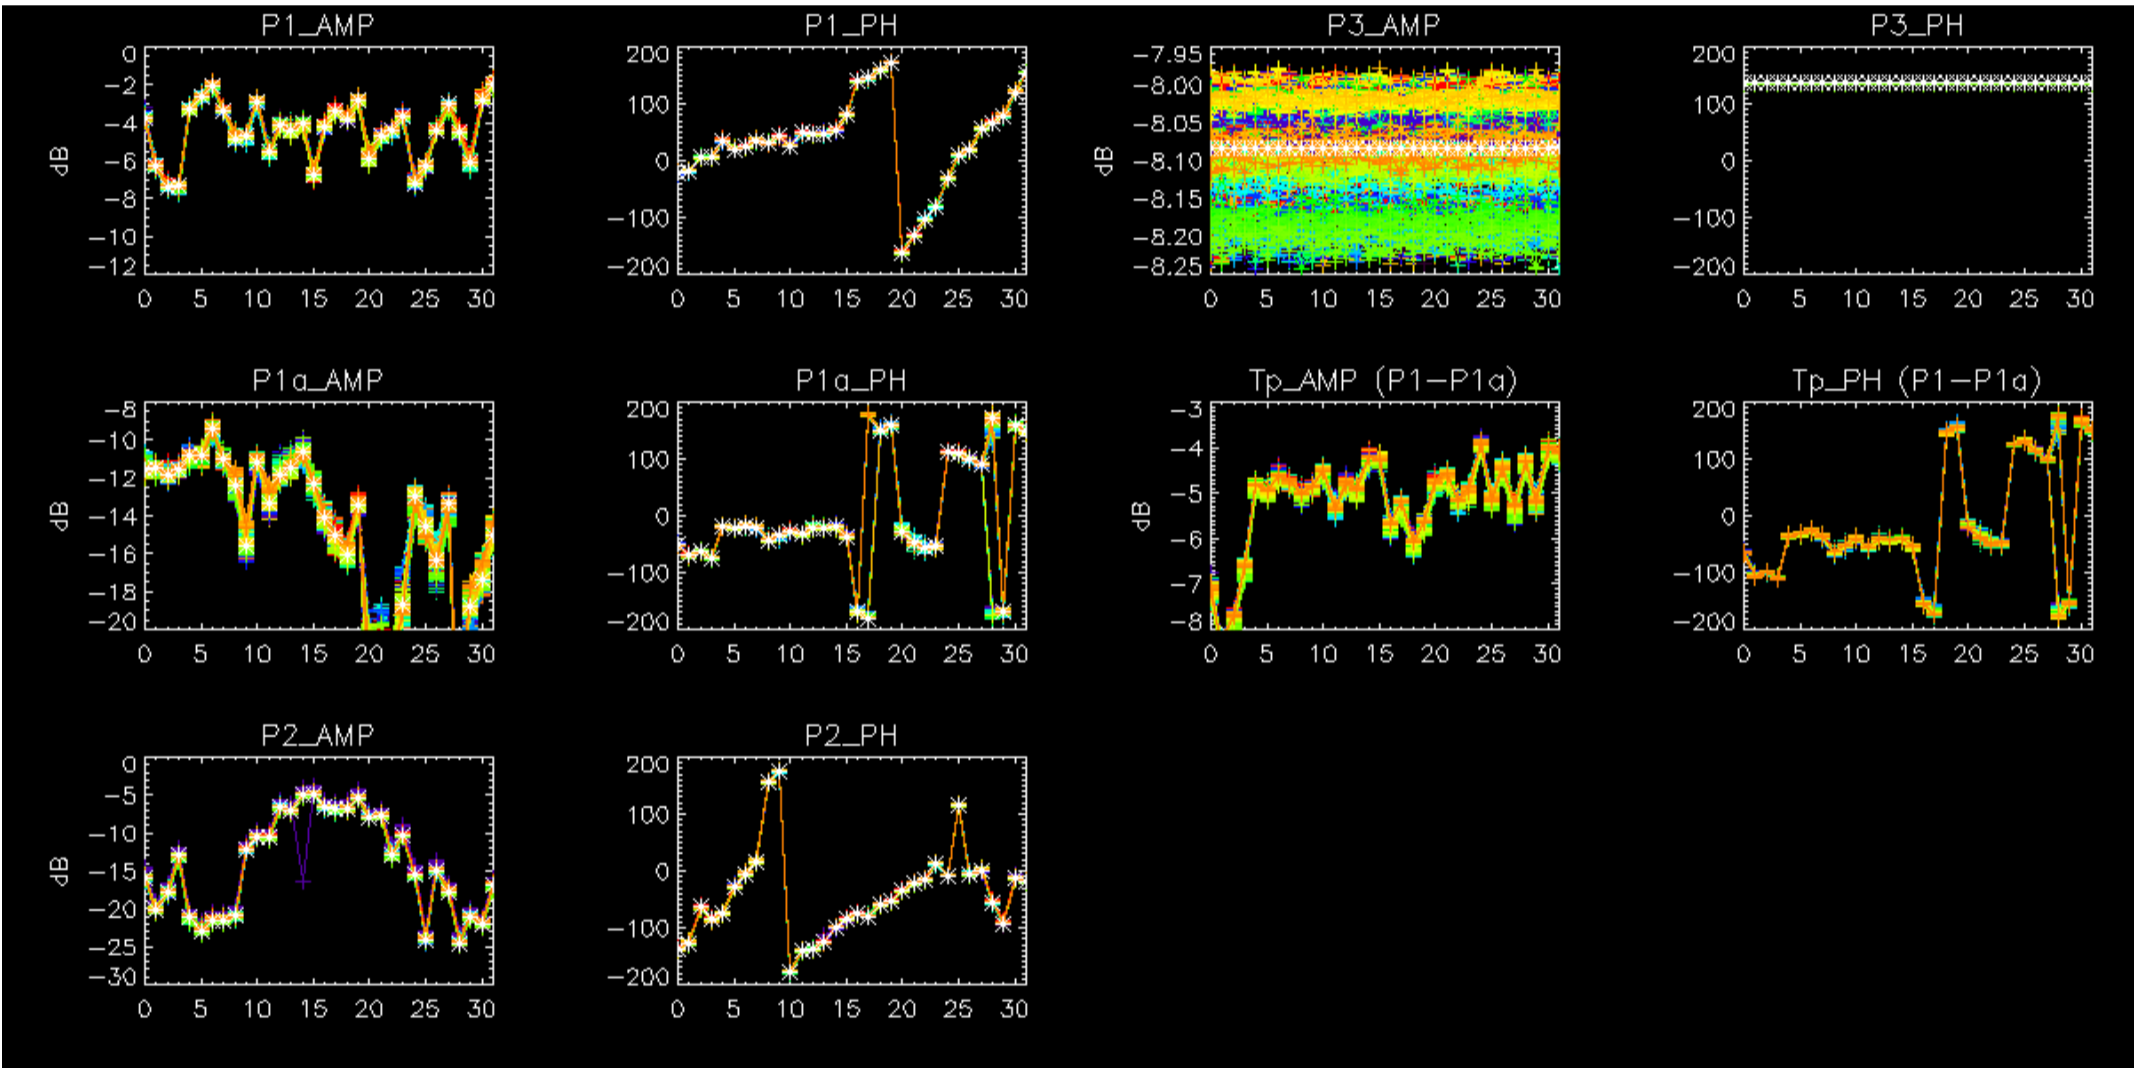 P1_AMP
0
−2
−4
−6
−8
−10
−12
dB
0 5 10 15 20 25 30
P1_PH
200
100
0
−100
−200
0 5 10 15 20 25 30
P3_AMP
−7.95
−8.00
−8.05
−8.10
−8.15
−8.20
−8.25
dB
0 5 10 15 20 25 30
P3_PH
200
100
0
−100
−200
0 5 10 15 20 25 30
P1a_AMP
−8
−10
−12
−14
−16
−18
−20
dB
0 5 10 15 20 25 30
P1a_PH
200
100
0
−100
−200
0 5 10 15 20 25 30
Tp_AMP (P1−P1a)
−3
−4
−5
−6
−7
−8
dB
0 5 10 15 20 25 30
Tp_PH (P1−P1a)
200
100
0
−100
−200
0 5 10 15 20 25 30
P2_AMP
0
−5
−10
−15
−20
−25
−30
dB
0 5 10 15 20 25 30
P2_PH
200
100
0
−100
−200
0 5 10 15 20 25 30